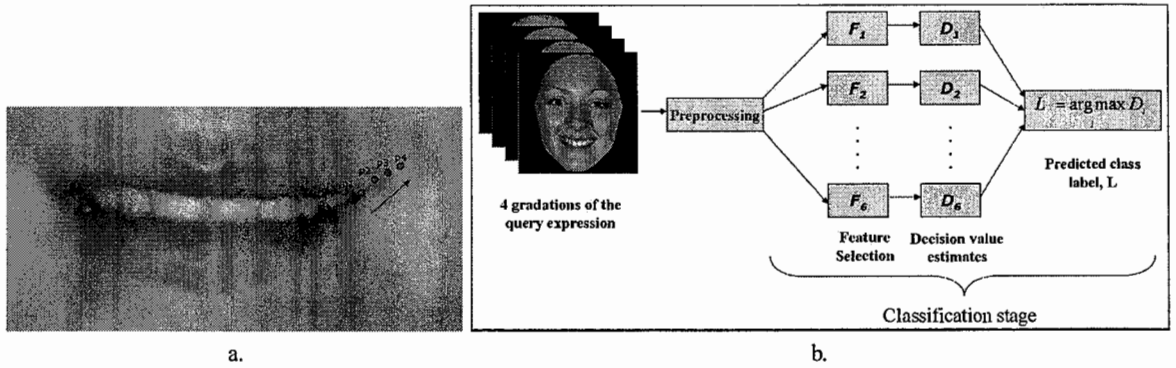 P2 P3 P4
4 gradations of the
query expression
Preprocessing
F1
D1
F2
D2
F6
D6
Feature
Selection
Decision value
estimates
L = arg max Di
i
Predicted class
label, L
Classification stage
a.
b.